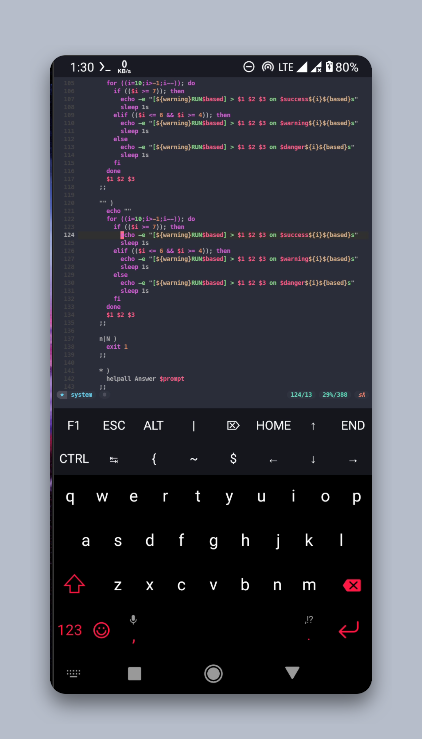 1:30 >_ 0 KB/s LTE 80%
105 for ((i=10;i>-1;i--)); do
106 if (($i >= 7)); then
107 echo -e "[${warning}RUN$based] > $1 $2 $3 on $success${i}${based}s"
108 sleep 1s
109 elif (($i <= 6 && $i >= 4)); then
110 echo -e "[${warning}RUN$based] > $1 $2 $3 on $warning${i}${based}s"
111 sleep 1s
112 else
113 echo -e "[${warning}RUN$based] > $1 $2 $3 on $danger${i}${based}s"
114 sleep 1s
115 fi
116 done
117 $1 $2 $3
118 ;;
119
120 "" )
121 echo ""
122 for ((i=10;i>-1;i--)); do
123 if (($i >= 7)); then
124 echo -e "[${warning}RUN$based] > $1 $2 $3 on $success${i}${based}s"
125 sleep 1s
126 elif (($i <= 6 && $i >= 4)); then
127 echo -e "[${warning}RUN$based] > $1 $2 $3 on $warning${i}${based}s"
128 sleep 1s
129 else
130 echo -e "[${warning}RUN$based] > $1 $2 $3 on $danger${i}${based}s"
131 sleep 1s
132 fi
133 done
134 $1 $2 $3
135 ;;
136
137 n|N )
138 exit 1
139 ;;
140
141 * )
142 helpall Answer $prompt
143 ;;
system 124/13 29%/388
F1 ESC ALT | ⌦ HOME ↑ END
CTRL ↹ { ~ $ ← ↓ →
q w e r t y u i o p
a s d f g h j k l
z x c v b n m
123 , ,!? .